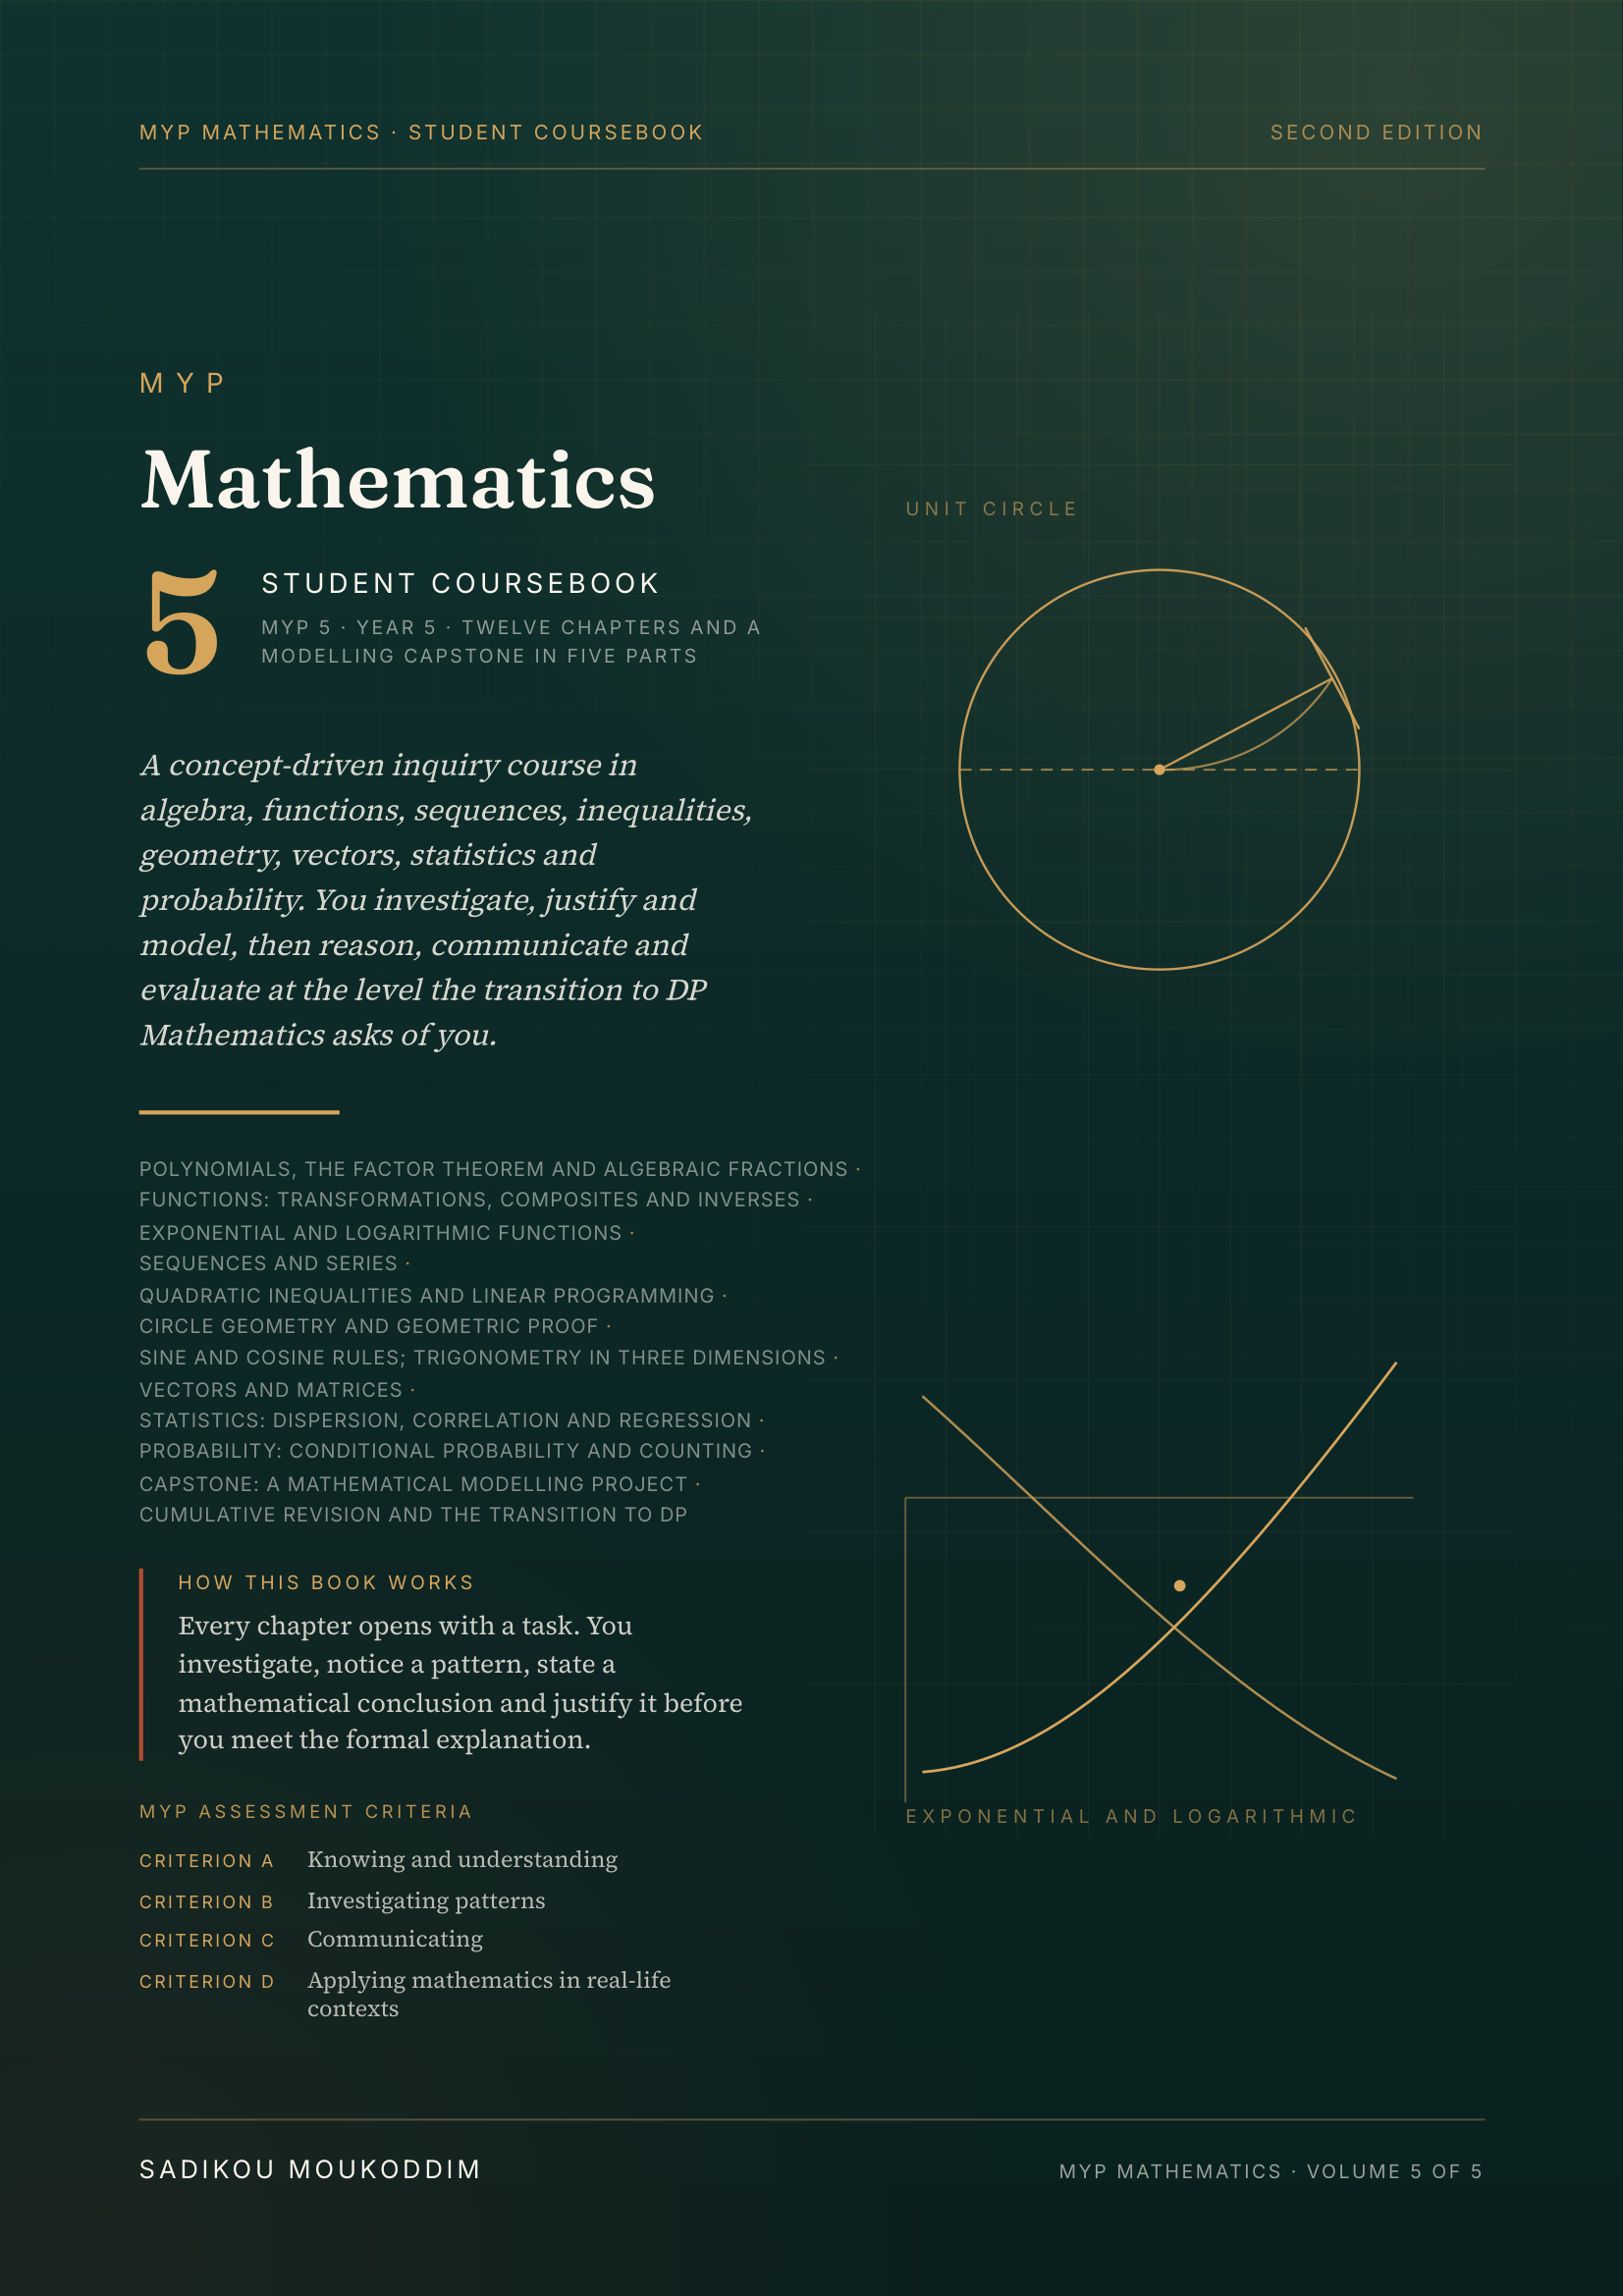 MYP MATHEMATICS · STUDENT COURSEBOOK
SECOND EDITION
MYP
Mathematics
5
STUDENT COURSEBOOK
MYP 5 · YEAR 5 · TWELVE CHAPTERS AND A
MODELLING CAPSTONE IN FIVE PARTS
A concept-driven inquiry course in
algebra, functions, sequences, inequalities,
geometry, vectors, statistics and
probability. You investigate, justify and
model, then reason, communicate and
evaluate at the level the transition to DP
Mathematics asks of you.
POLYNOMIALS, THE FACTOR THEOREM AND ALGEBRAIC FRACTIONS ·
FUNCTIONS: TRANSFORMATIONS, COMPOSITES AND INVERSES ·
EXPONENTIAL AND LOGARITHMIC FUNCTIONS ·
SEQUENCES AND SERIES ·
QUADRATIC INEQUALITIES AND LINEAR PROGRAMMING ·
CIRCLE GEOMETRY AND GEOMETRIC PROOF ·
SINE AND COSINE RULES; TRIGONOMETRY IN THREE DIMENSIONS ·
VECTORS AND MATRICES ·
STATISTICS: DISPERSION, CORRELATION AND REGRESSION ·
PROBABILITY: CONDITIONAL PROBABILITY AND COUNTING ·
CAPSTONE: A MATHEMATICAL MODELLING PROJECT ·
CUMULATIVE REVISION AND THE TRANSITION TO DP
HOW THIS BOOK WORKS
Every chapter opens with a task. You
investigate, notice a pattern, state a
mathematical conclusion and justify it before
you meet the formal explanation.
MYP ASSESSMENT CRITERIA
CRITERION A Knowing and understanding
CRITERION B Investigating patterns
CRITERION C Communicating
CRITERION D Applying mathematics in real-life
contexts
UNIT CIRCLE
EXPONENTIAL AND LOGARITHMIC
SADIKOU MOUKODDIM
MYP MATHEMATICS · VOLUME 5 OF 5